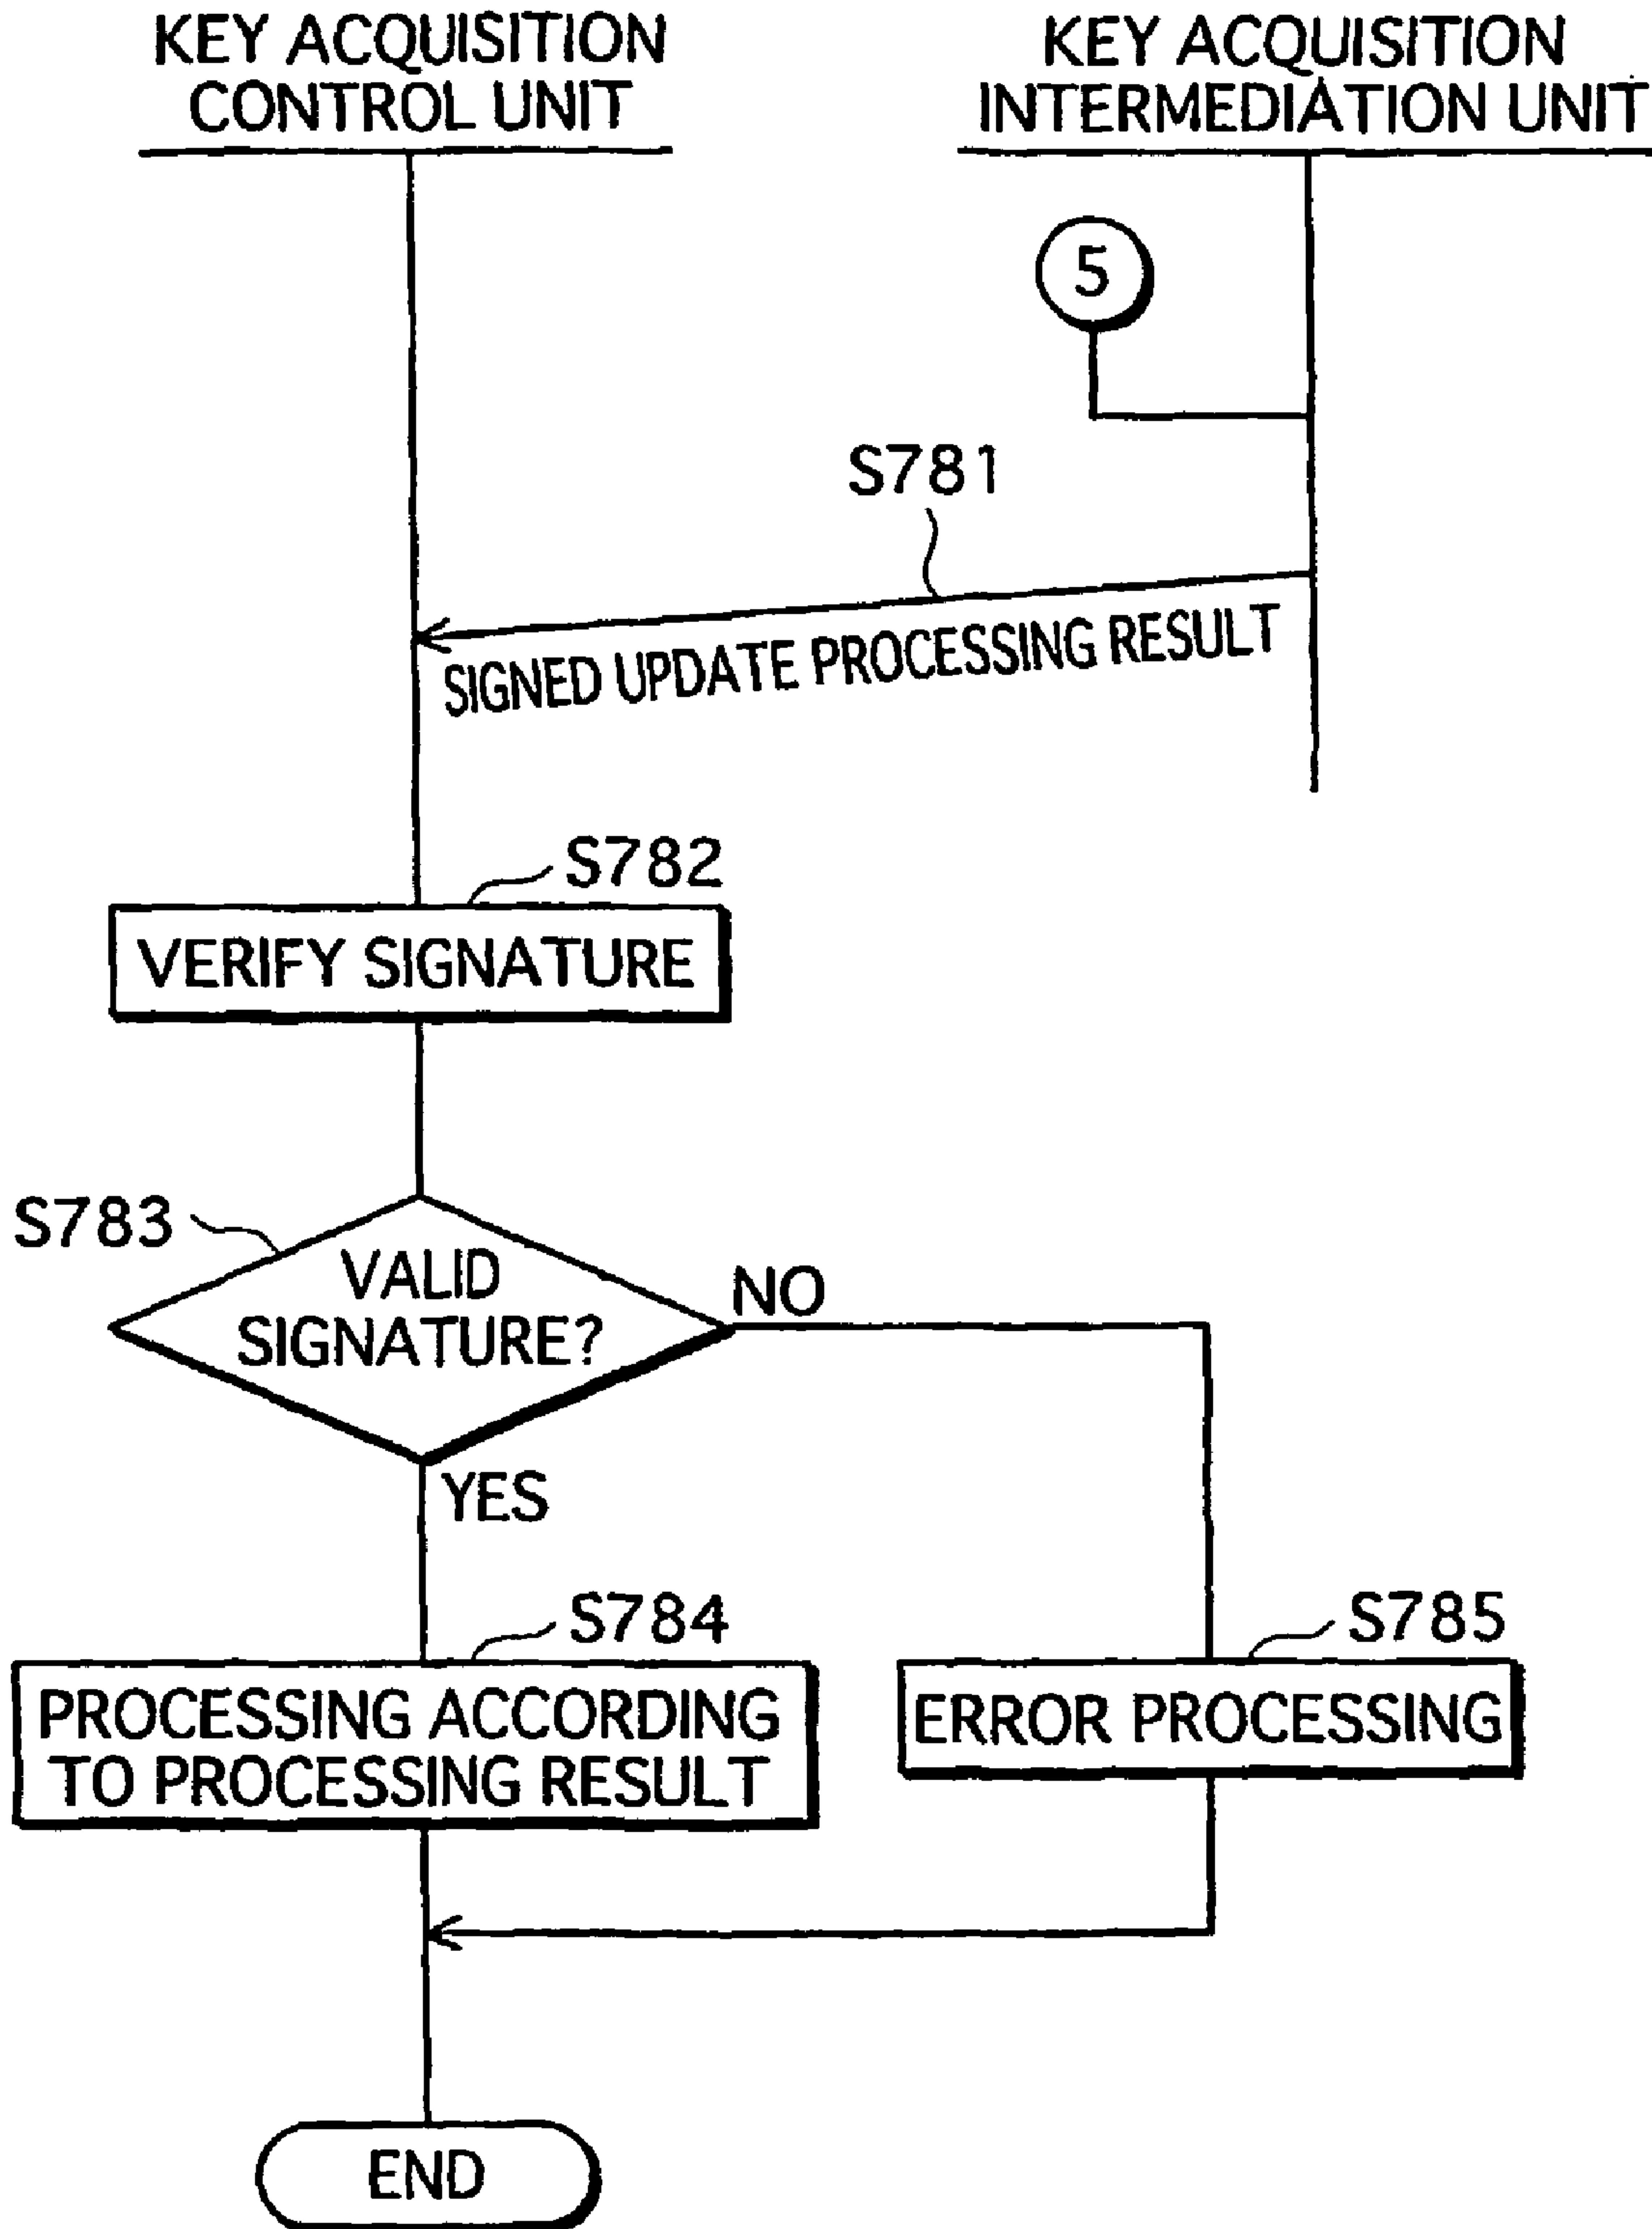 KEY ACQUISITION
CONTROL UNIT
KEY ACQUISITION
INTERMEDIATION UNIT
5
S781
SIGNED UPDATE PROCESSING RESULT
S782
VERIFY SIGNATURE
S783
VALID
SIGNATURE?
NO
YES
S784
PROCESSING ACCORDING
TO PROCESSING RESULT
S785
ERROR PROCESSING
END